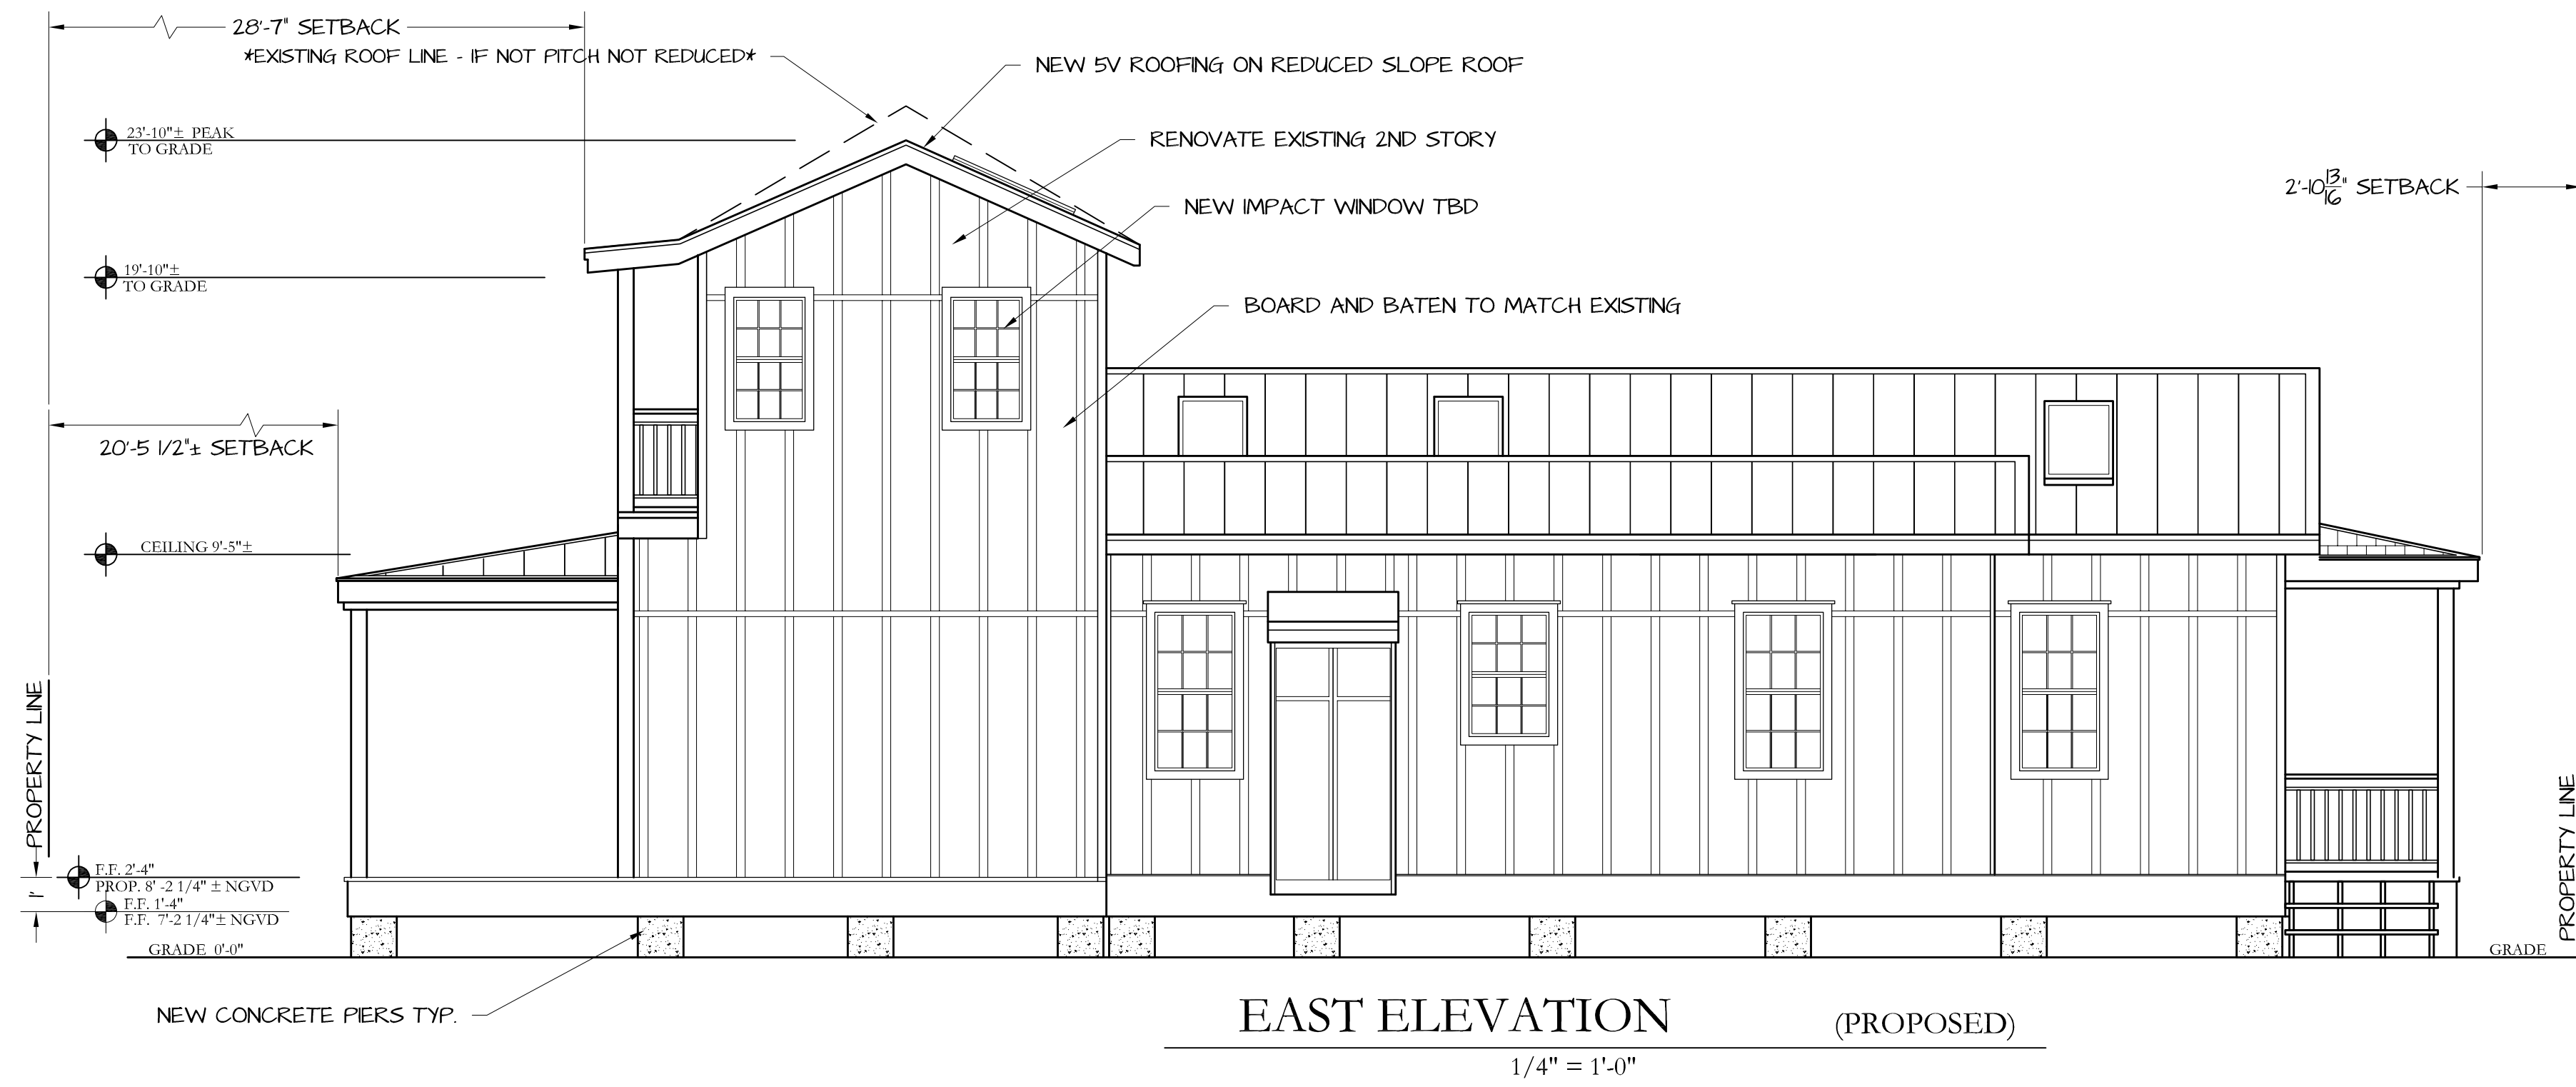 28'-7" SETBACK
*EXISTING ROOF LINE - IF NOT PITCH NOT REDUCED*
NEW 5V ROOFING ON REDUCED SLOPE ROOF
23'-10"± PEAK
TO GRADE
RENOVATE EXISTING 2ND STORY
2'-10 13/16" SETBACK
NEW IMPACT WINDOW TBD
19'-10"±
TO GRADE
BOARD AND BATEN TO MATCH EXISTING
20'-5 1/2"± SETBACK
CEILING 9'-5"±
PROPERTY LINE
PROPERTY LINE
F.F. 2'-4"
PROP. 8' -2 1/4" ± NGVD
1'
F.F. 1'-4"
F.F. 7'-2 1/4"± NGVD
GRADE 0'-0"
GRADE
NEW CONCRETE PIERS TYP.
EAST ELEVATION (PROPOSED)
1/4" = 1'-0"